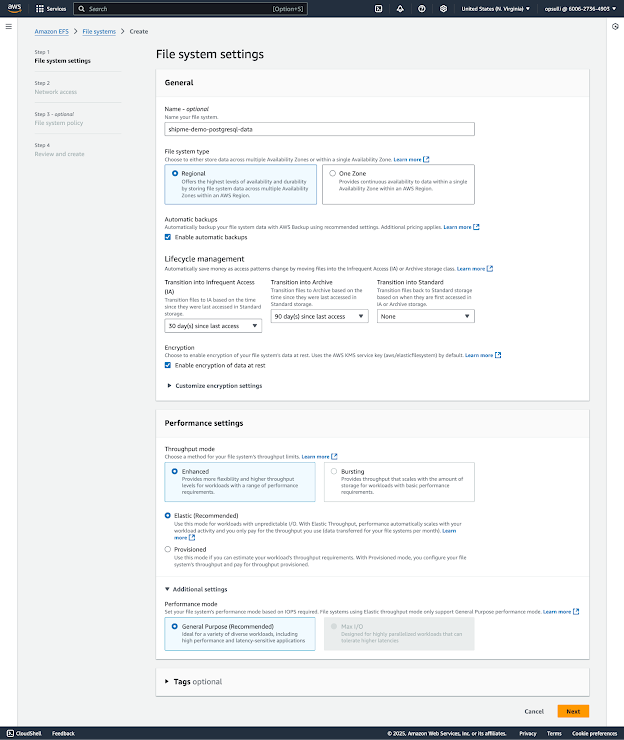 aws
Services
Search
[Option+S]
United States (N. Virginia)
opsell @ 6006-2736-4903
Amazon EFS
File systems
Create
Step 1
File system settings
Step 2
Network access
Step 3 - optional
File system policy
Step 4
Review and create
File system settings
General
Name - optional
Name your file system.
shipme-demo-postgresql-data
File system type
Choose to either store data across multiple Availability Zones or within a single Availability Zone. Learn more
Regional
Offers the highest levels of availability and durability
by storing file system data across multiple Availability
Zones within an AWS Region.
One Zone
Provides continuous availability to data within a single
Availability Zone within an AWS Region.
Automatic backups
Automatically backup your file system data with AWS Backup using recommended settings. Additional pricing applies. Learn more
Enable automatic backups
Lifecycle management
Automatically save money as access patterns change by moving files into the Infrequent Access (IA) or Archive storage class. Learn more
Transition into Infrequent Access
(IA)
Transition files to IA based on the time
since they were last accessed in Standard
storage.
30 day(s) since last access
Transition into Archive
Transition files to Archive based on the
time since they were last accessed in
Standard storage.
90 day(s) since last access
Transition into Standard
Transition files back to Standard storage
based on when they are first accessed in
IA or Archive storage.
None
Encryption
Choose to enable encryption of your file system's data at rest. Uses the AWS KMS service key (aws/elasticfilesystem) by default. Learn more
Enable encryption of data at rest
Customize encryption settings
Performance settings
Throughput mode
Choose a method for your file system's throughput limits. Learn more
Enhanced
Provides more flexibility and higher throughput
levels for workloads with a range of performance
requirements.
Bursting
Provides throughput that scales with the amount of
storage for workloads with basic performance
requirements.
Elastic (Recommended)
Use this mode for workloads with unpredictable I/O. With Elastic Throughput, performance automatically scales with your
workload activity and you only pay for the throughput you use (data transferred for your file systems per month). Learn
more
Provisioned
Use this mode if you can estimate your workload's throughput requirements. With Provisioned mode, you configure your file
system's throughput and pay for throughput provisioned.
Additional settings
Performance mode
Set your file system's performance mode based on IOPS required. File systems using Elastic throughput mode only support General Purpose performance mode. Learn more
General Purpose (Recommended)
Ideal for a variety of diverse workloads, including
high performance and latency-sensitive applications
Max I/O
Designed for highly parallelized workloads that can
tolerate higher latencies
Tags optional
Cancel
Next
CloudShell
Feedback
© 2025, Amazon Web Services, Inc. or its affiliates.
Privacy
Terms
Cookie preferences